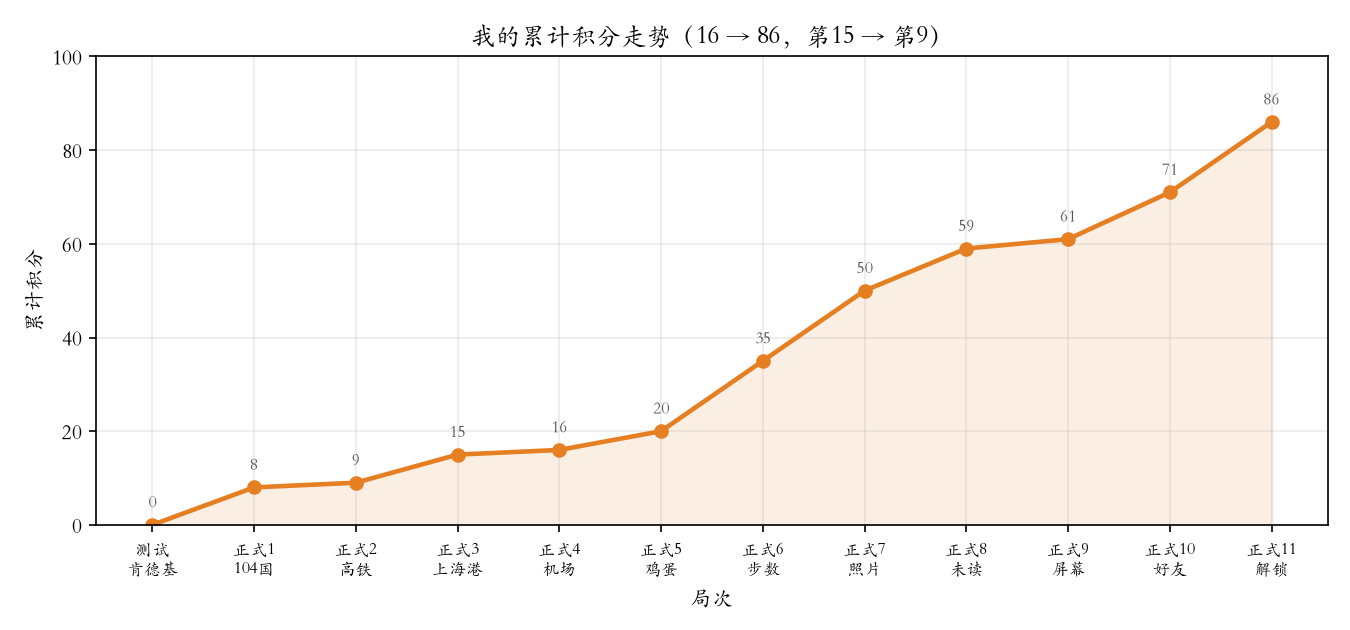 我的累计积分走势（16 → 86，第15 → 第9）
累计积分
100
80
60
40
20
0
0
8
9
15
16
20
35
50
59
61
71
86
测试
肯德基
正式1
104国
正式2
高铁
正式3
上海港
正式4
机场
正式5
鸡蛋
正式6
步数
正式7
照片
正式8
未读
正式9
屏幕
正式10
好友
正式11
解锁
局次